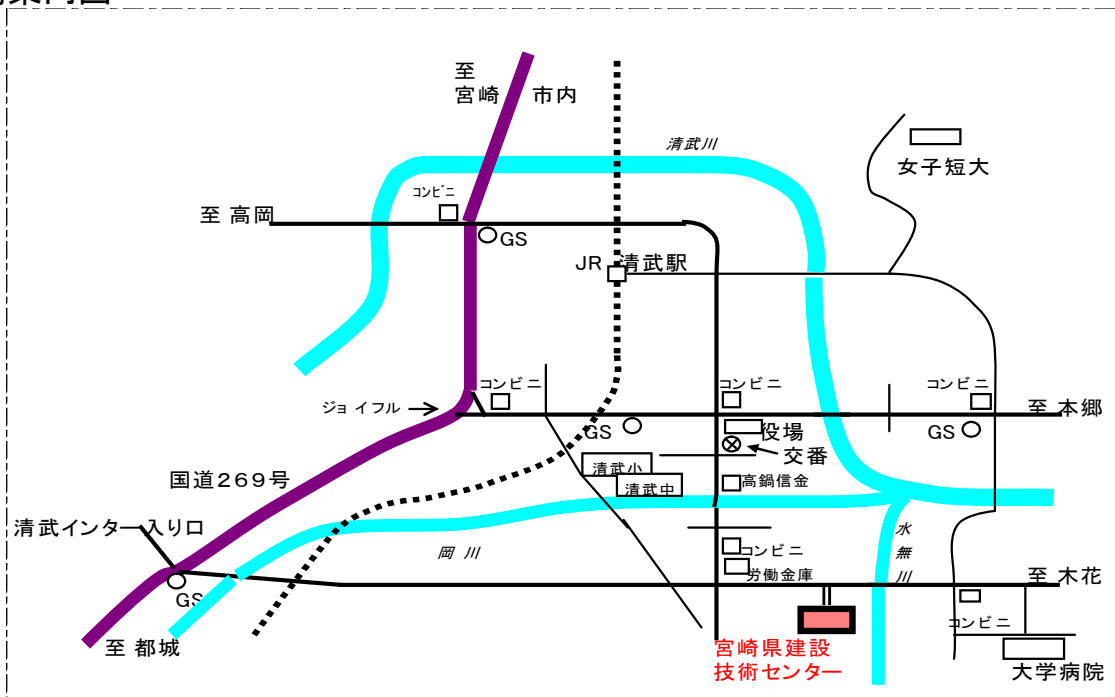 至
宮崎 市内
清武川
女子短大
コンビニ
至 高岡
GS
JR 清武駅
コンビニ
コンビニ
コンビニ
ジョイフル
至 本郷
GS
役場
GS
交番
清武小
国道269号
高鍋信金
清武中
清武インター入り口
岡 川
水無川
コンビニ
労働金庫
至 木花
GS
コンビニ
至 都城
宮崎県建設
技術センター
大学病院